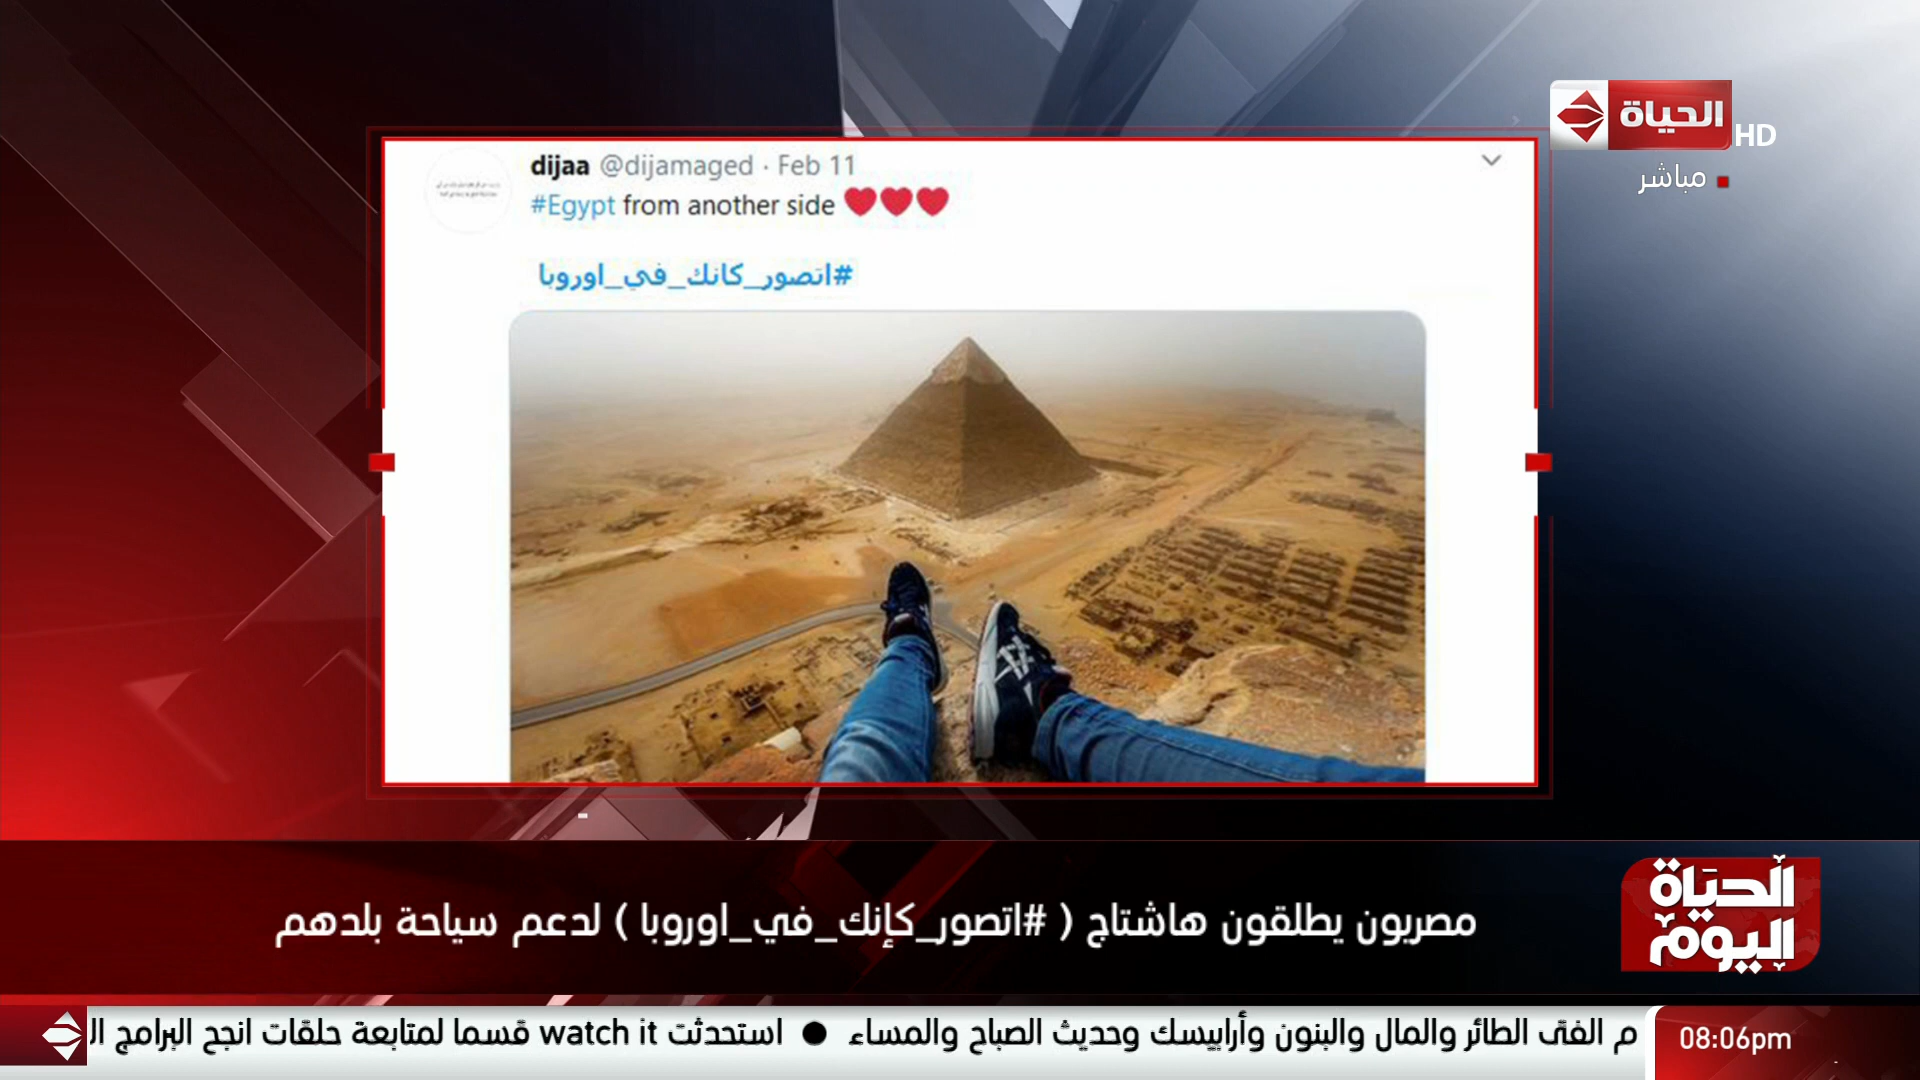 الحياة
HD
مباشر
dijaa @dijamaged · Feb 11
#Egypt from another side ❤❤❤
#اتصور_كانك_في_اوروبا
مصريون يطلقون هاشتاج ( #اتصور_كإنك_في_اوروبا ) لدعم سياحة بلدهم
الحياة
اليوم
م الفتى الطائر والمال والبنون وأرابيسك وحديث الصباح والمساء ● استحدثت watch it قسما لمتابعة حلقات انجح البرامج ال
08:06pm